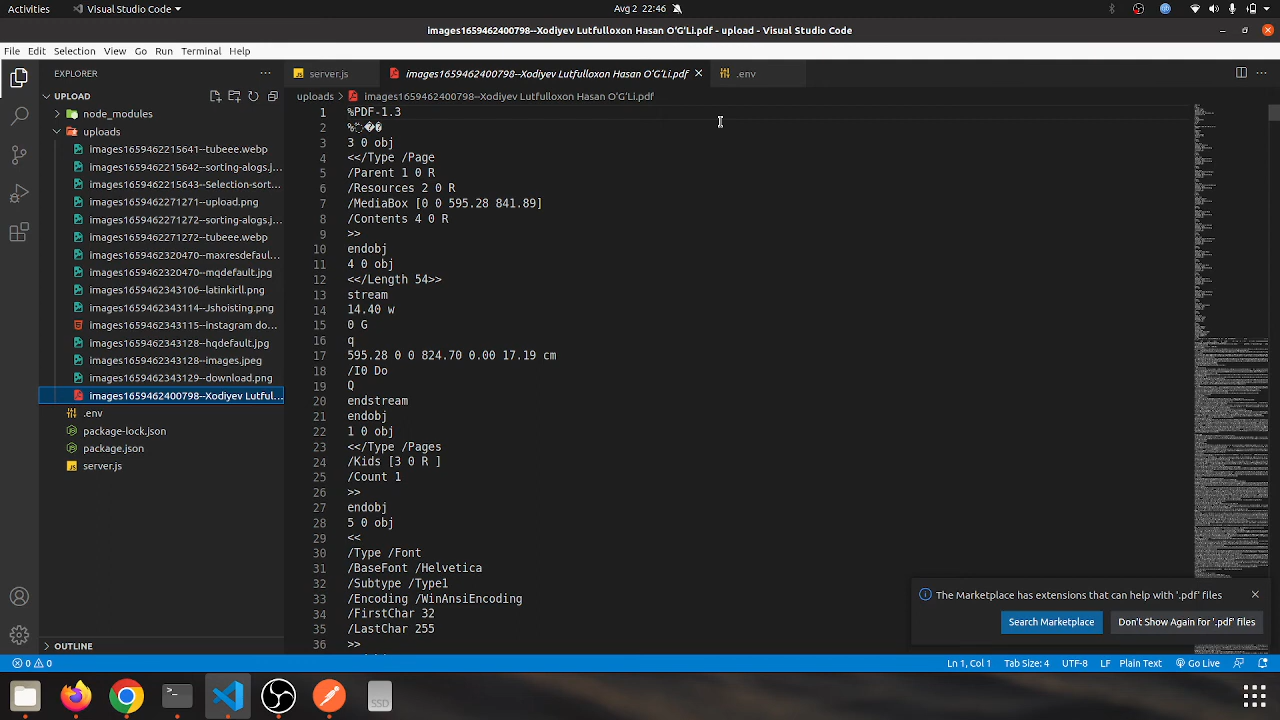 Activities
Visual Studio Code
Avg 2 22:46
images1659462400798--Xodiyev Lutfulloxon Hasan O'G'Li.pdf - upload - Visual Studio Code
File Edit Selection View Go Run Terminal Help
EXPLORER
UPLOAD
node_modules
uploads
images1659462215641--tubeee.webp
images1659462215642--sorting-alogs.j...
images1659462215643--Selection-sort...
images1659462271271--upload.png
images1659462271272--sorting-alogs.j...
images1659462271272--tubeee.webp
images1659462320470--maxresdefaul...
images1659462320470--mqdefault.jpg
images1659462343106--latinkirll.png
images1659462343114--Jshoisting.png
images1659462343115--instagram do...
images1659462343128--hqdefault.jpg
images1659462343128--images.jpeg
images1659462343129--download.png
images1659462400798--Xodiyev Lutful...
.env
package-lock.json
package.json
server.js
OUTLINE
server.js
images1659462400798--Xodiyev Lutfulloxon Hasan O'G'Li.pdf
.env
uploads > images1659462400798--Xodiyev Lutfulloxon Hasan O'G'Li.pdf
1 %PDF-1.3
2
3 3 0 obj
4 <</Type /Page
5 /Parent 1 0 R
6 /Resources 2 0 R
7 /MediaBox [0 0 595.28 841.89]
8 /Contents 4 0 R
9 >>
10 endobj
11 4 0 obj
12 <</Length 54>>
13 stream
14 14.40 w
15 0 G
16 q
17 595.28 0 0 824.70 0.00 17.19 cm
18 /I0 Do
19 Q
20 endstream
21 endobj
22 1 0 obj
23 <</Type /Pages
24 /Kids [3 0 R ]
25 /Count 1
26 >>
27 endobj
28 5 0 obj
29 <<
30 /Type /Font
31 /BaseFont /Helvetica
32 /Subtype /Type1
33 /Encoding /WinAnsiEncoding
34 /FirstChar 32
35 /LastChar 255
36 >>
The Marketplace has extensions that can help with '.pdf' files
Search Marketplace
Don't Show Again for '.pdf' files
0 0
Ln 1, Col 1 Tab Size: 4 UTF-8 LF Plain Text Go Live
SSD